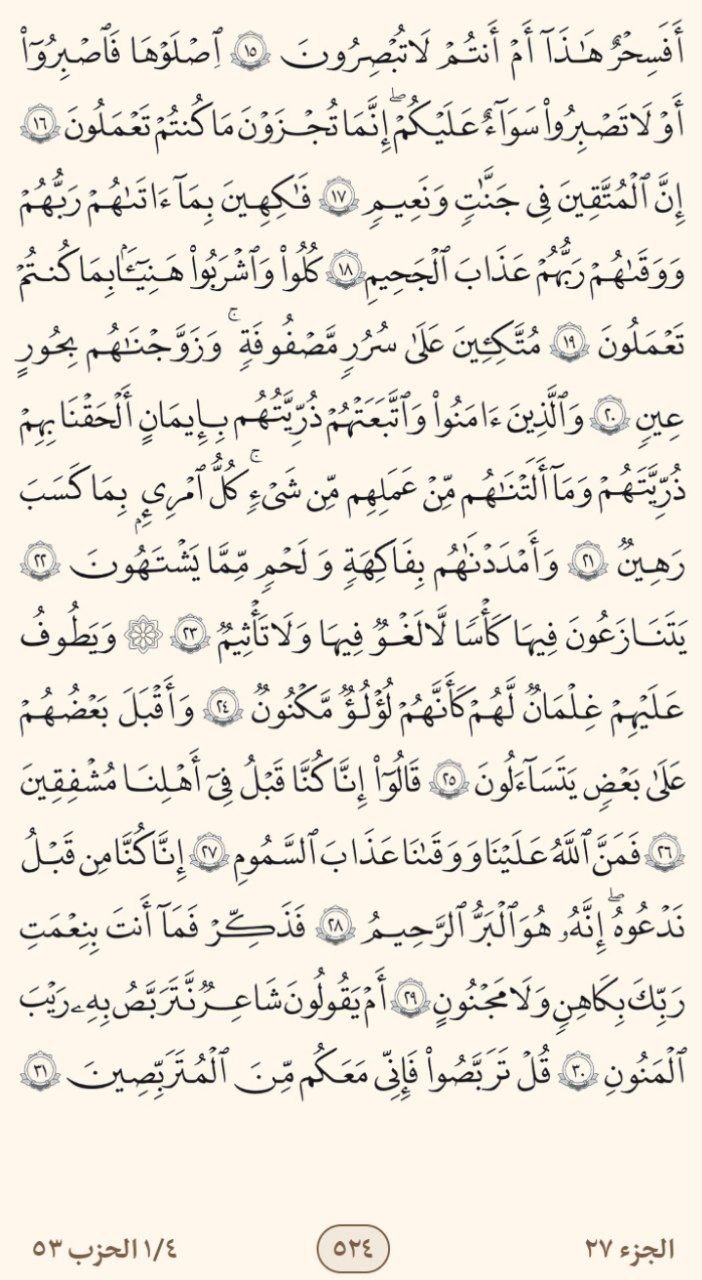 أَفَسِحۡرٌ هَٰذَآ أَمۡ أَنتُمۡ لَا تُبۡصِرُونَ ١٥ ٱصۡلَوۡهَا فَٱصۡبِرُوٓاْ
أَوۡ لَا تَصۡبِرُواْ سَوَآءٌ عَلَيۡكُمۡۖ إِنَّمَا تُجۡزَوۡنَ مَا كُنتُمۡ تَعۡمَلُونَ ١٦
إِنَّ ٱلۡمُتَّقِينَ فِي جَنَّٰتٖ وَنَعِيمٖ ١٧ فَٰكِهِينَ بِمَآ ءَاتَىٰهُمۡ رَبُّهُمۡ
وَوَقَىٰهُمۡ رَبُّهُمۡ عَذَابَ ٱلۡجَحِيمِ ١٨ كُلُواْ وَٱشۡرَبُواْ هَنِيٓـَٔۢا بِمَا كُنتُمۡ
تَعۡمَلُونَ ١٩ مُتَّكِـِٔينَ عَلَىٰ سُرُرٖ مَّصۡفُوفَةٖۖ وَزَوَّجۡنَٰهُم بِحُورٍ
عِينٖ ٢٠ وَٱلَّذِينَ ءَامَنُواْ وَٱتَّبَعَتۡهُمۡ ذُرِّيَّتُهُم بِإِيمَٰنٍ أَلۡحَقۡنَا بِهِمۡ
ذُرِّيَّتَهُمۡ وَمَآ أَلَتۡنَٰهُم مِّنۡ عَمَلِهِم مِّن شَيۡءٖۚ كُلُّ ٱمۡرِيِٕۭ بِمَا كَسَبَ
رَهِينٞ ٢١ وَأَمۡدَدۡنَٰهُم بِفَٰكِهَةٖ وَلَحۡمٖ مِّمَّا يَشۡتَهُونَ ٢٢
يَتَنَٰزَعُونَ فِيهَا كَأۡسٗا لَّا لَغۡوٞ فِيهَا وَلَا تَأۡثِيمٞ ٢٣ ۞ وَيَطُوفُ
عَلَيۡهِمۡ غِلۡمَانٞ لَّهُمۡ كَأَنَّهُمۡ لُؤۡلُؤٞ مَّكۡنُونٞ ٢٤ وَأَقۡبَلَ بَعۡضُهُمۡ
عَلَىٰ بَعۡضٖ يَتَسَآءَلُونَ ٢٥ قَالُوٓاْ إِنَّا كُنَّا قَبۡلُ فِيٓ أَهۡلِنَا مُشۡفِقِينَ
٢٦ فَمَنَّ ٱللَّهُ عَلَيۡنَا وَوَقَىٰنَا عَذَابَ ٱلسَّمُومِ ٢٧ إِنَّا كُنَّا مِن قَبۡلُ
نَدۡعُوهُۖ إِنَّهُۥ هُوَ ٱلۡبَرُّ ٱلرَّحِيمُ ٢٨ فَذَكِّرۡ فَمَآ أَنتَ بِنِعۡمَتِ
رَبِّكَ بِكَاهِنٖ وَلَا مَجۡنُونٍ ٢٩ أَمۡ يَقُولُونَ شَاعِرٞ نَّتَرَبَّصُ بِهِۦ رَيۡبَ
ٱلۡمَنُونِ ٣٠ قُلۡ تَرَبَّصُواْ فَإِنِّي مَعَكُم مِّنَ ٱلۡمُتَرَبِّصِينَ ٣١
الجزء ٢٧ ٥٢٤ ١/٤ الحزب ٥٣